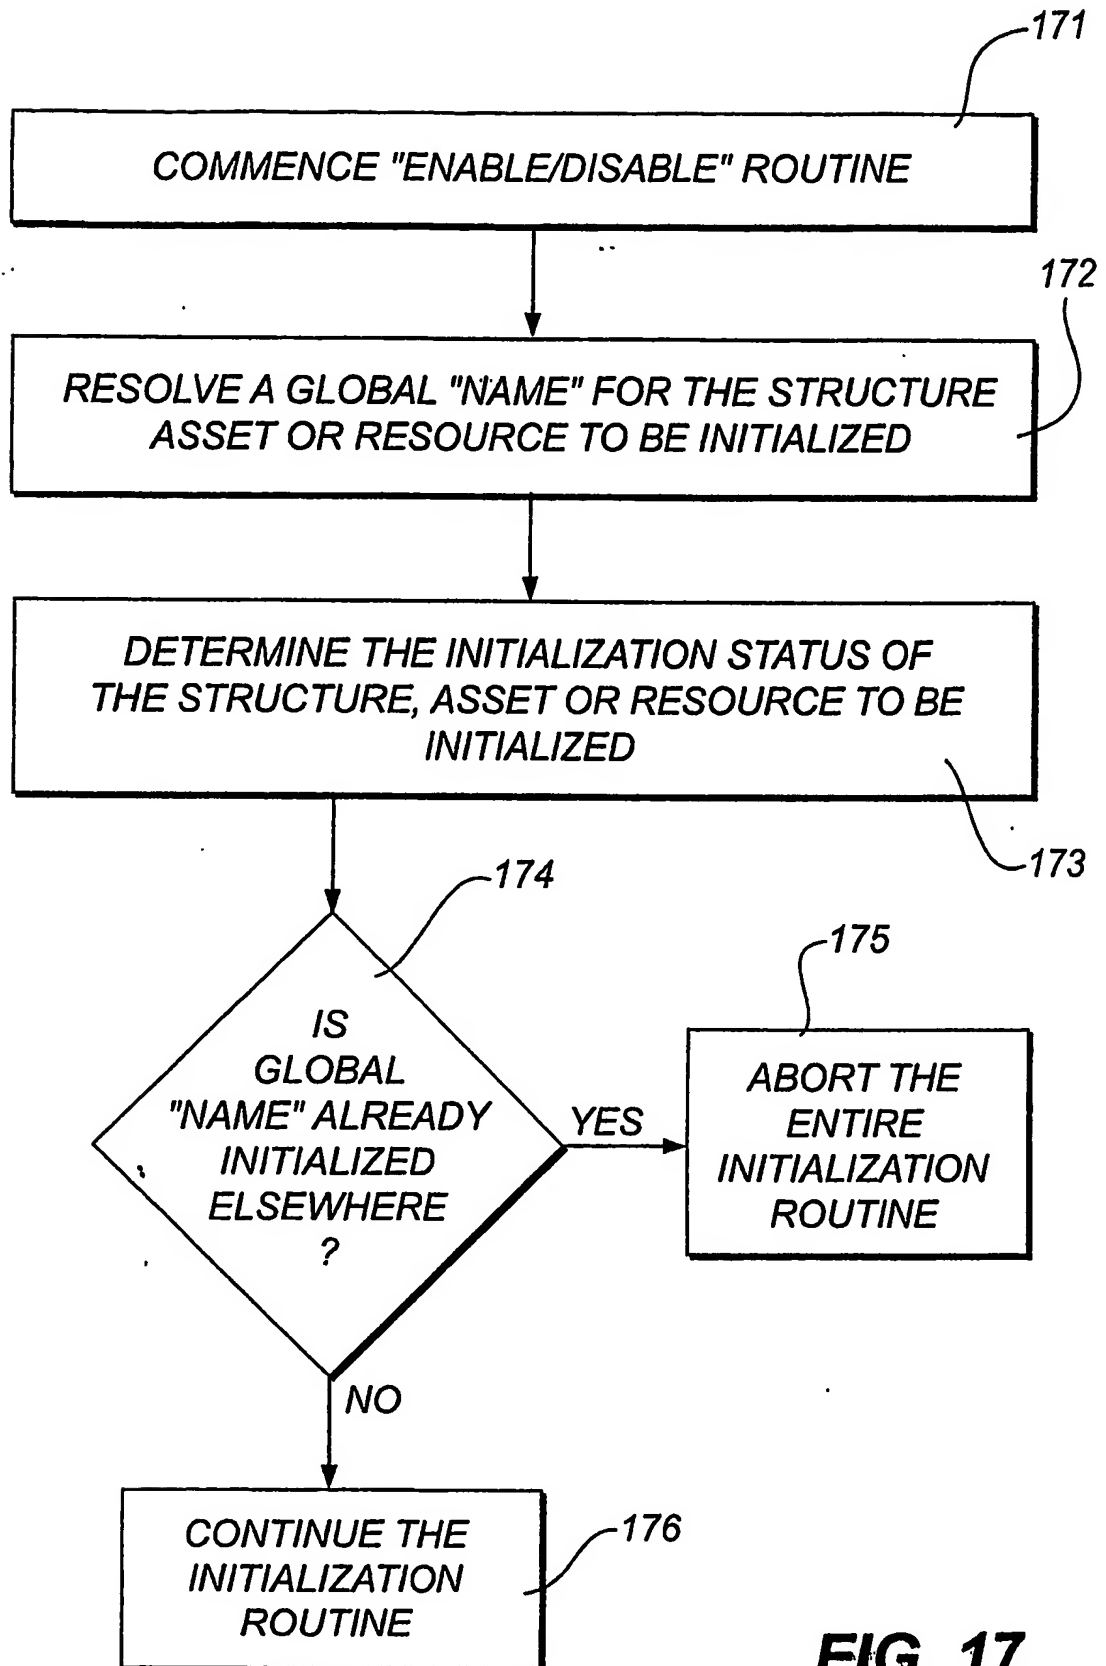 171
COMMENCE "ENABLE/DISABLE" ROUTINE
172
RESOLVE A GLOBAL "NAME" FOR THE STRUCTURE
ASSET OR RESOURCE TO BE INITIALIZED
DETERMINE THE INITIALIZATION STATUS OF
THE STRUCTURE, ASSET OR RESOURCE TO BE
INITIALIZED
173
174
IS
GLOBAL
"NAME" ALREADY
INITIALIZED
ELSEWHERE
?
YES
175
ABORT THE
ENTIRE
INITIALIZATION
ROUTINE
NO
CONTINUE THE
INITIALIZATION
ROUTINE
176
FIG. 17